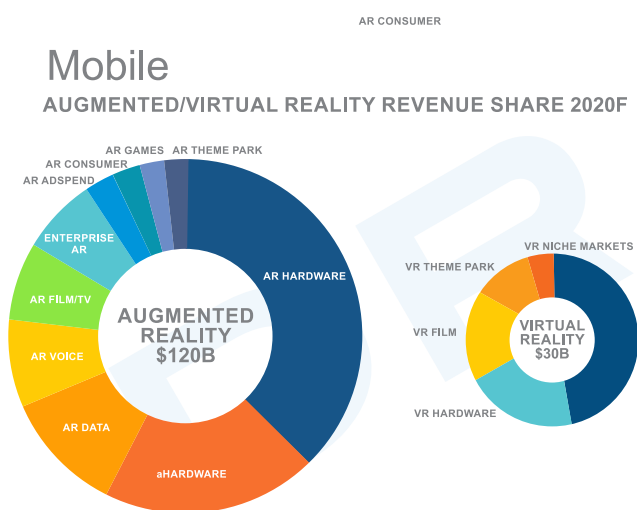 AR CONSUMER
Mobile
AUGMENTED/VIRTUAL REALITY REVENUE SHARE 2020F
AR GAMES
AR THEME PARK
AR CONSUMER
AR ADSPEND
ENTERPRISE
AR
AR HARDWARE
AR FILM/TV
AR VOICE
AR DATA
aHARDWARE
AUGMENTED
REALITY
$120B
VR NICHE MARKETS
VR THEME PARK
VR FILM
VR HARDWARE
VIRTUAL
REALITY
$30B